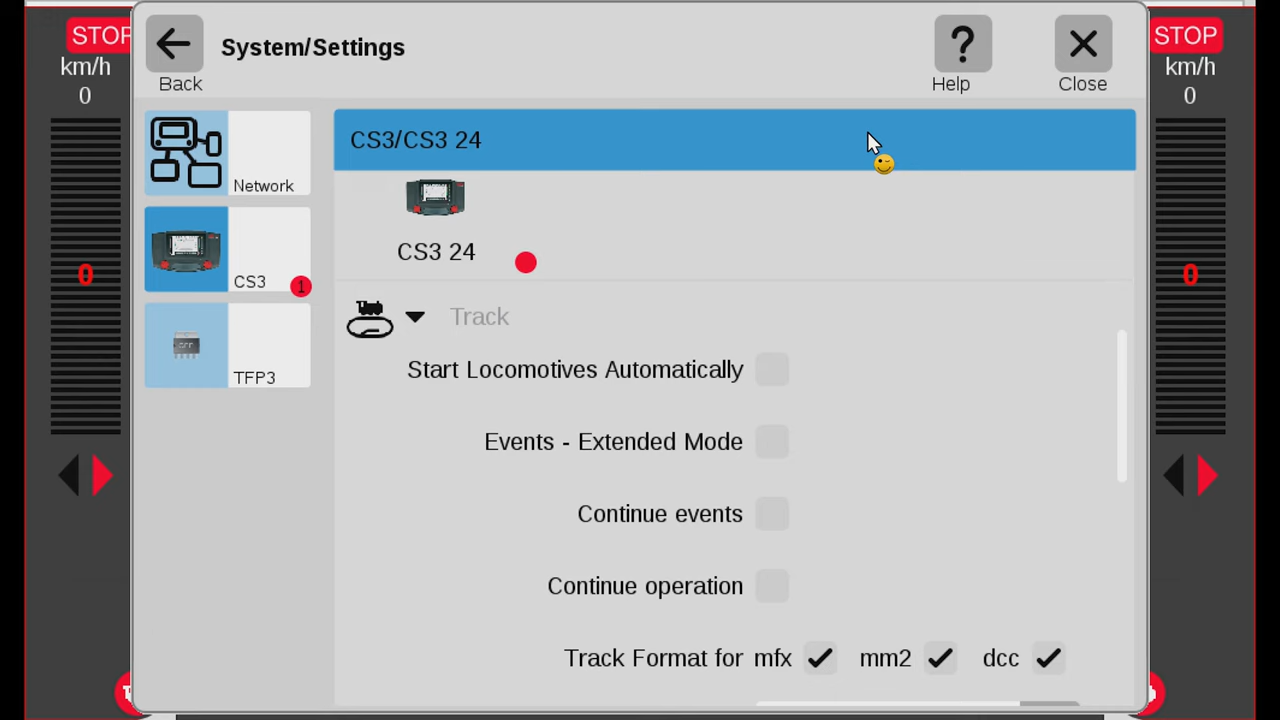 STOP
km/h
0
0
Back
System/Settings
?
Help
Close
Network
CS3
1
TFP3
CS3/CS3 24
CS3 24
Track
Start Locomotives Automatically
Events - Extended Mode
Continue events
Continue operation
Track Format for mfx mm2 dcc
STOP
km/h
0
0